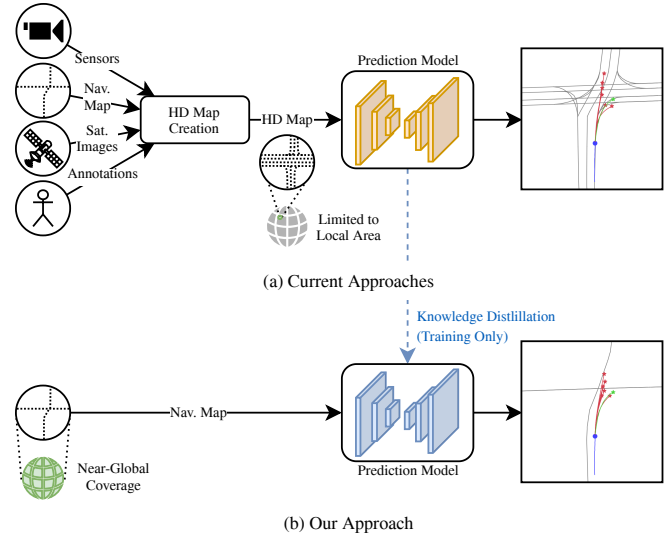 Sensors
Nav.
Map
Sat.
Images
Annotations
HD Map
Creation
HD Map
Limited to
Local Area
Prediction Model
(a) Current Approaches
Knowledge Distlillation
(Training Only)
Nav. Map
Near-Global
Coverage
Prediction Model
(b) Our Approach